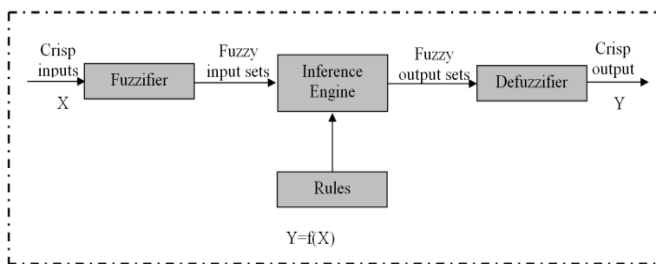 Crisp
inputs
X
Fuzzifier
Fuzzy
input sets
Inference
Engine
Fuzzy
output sets
Defuzzifier
Crisp
output
Y
Rules
Y=f(X)